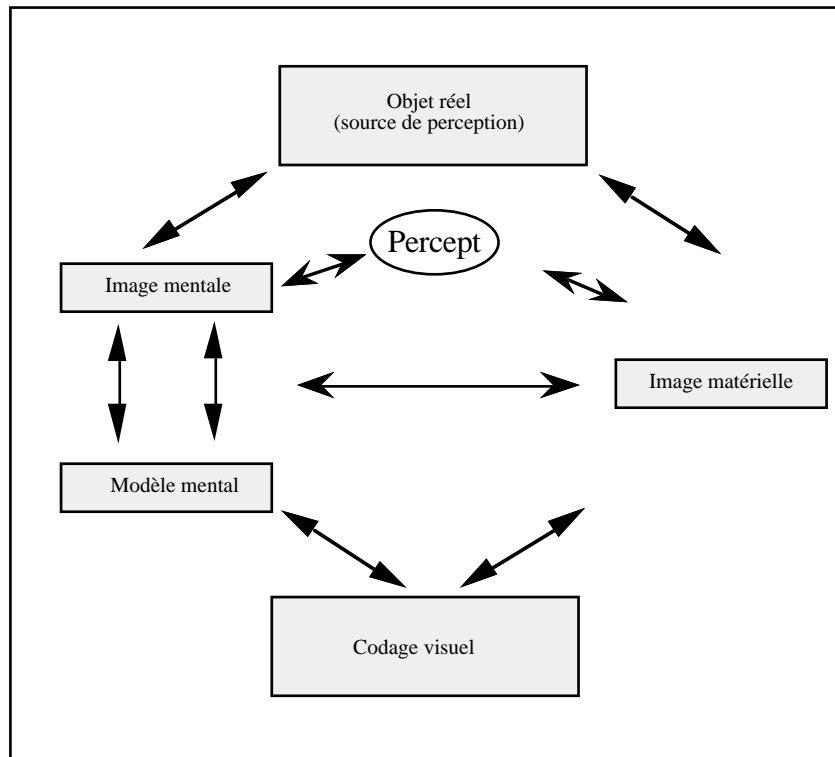 Objet réel
(source de perception)
Percept
Image mentale
Image matérielle
Modèle mental
Codage visuel